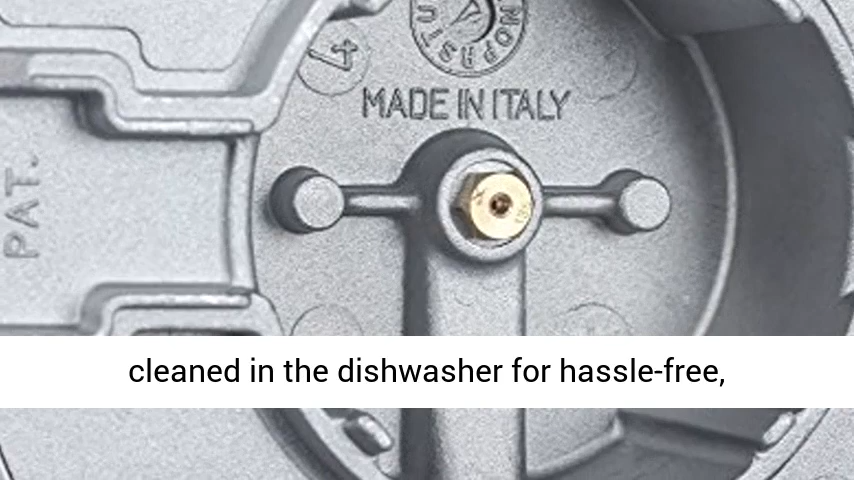 MADE IN ITALY
PAT.
cleaned in the dishwasher for hassle-free,